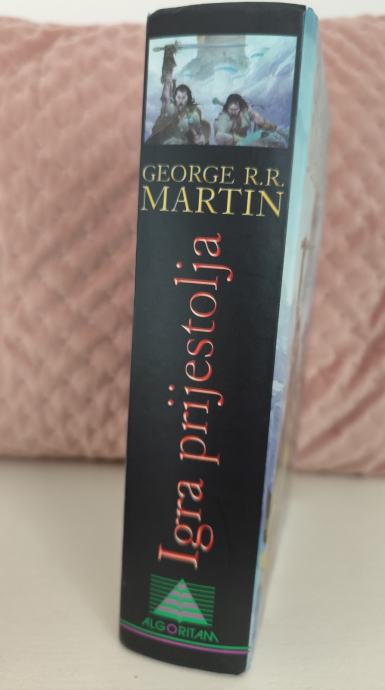 GEORGE R.R.
MARTIN
Igra prijestolja
ALGORITAM